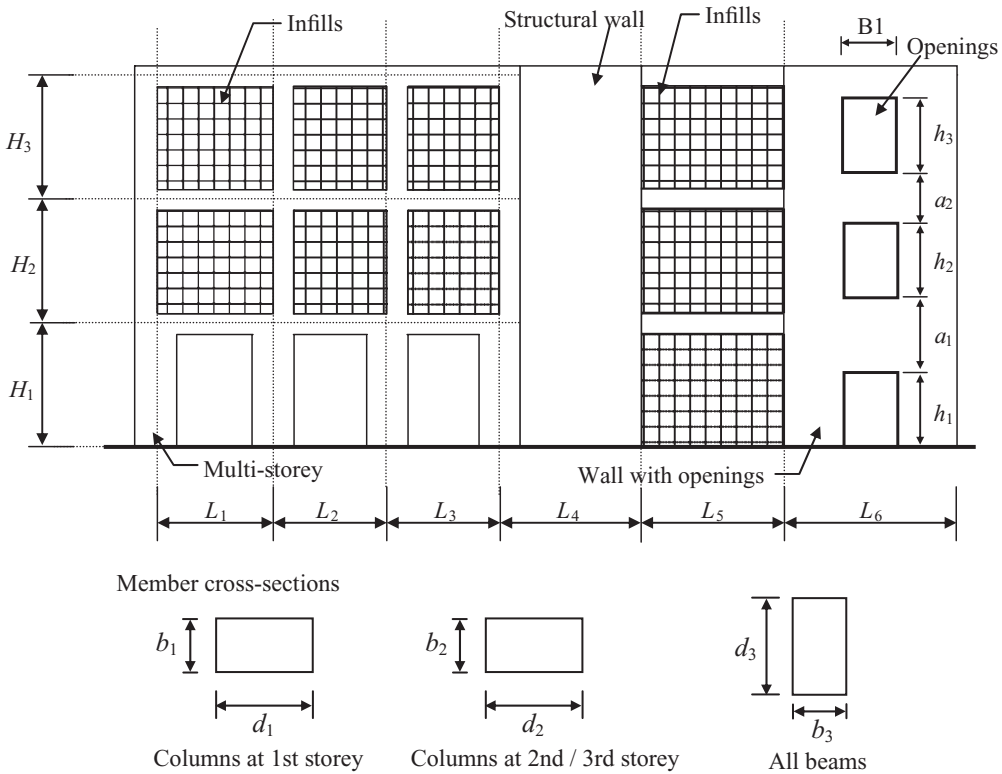 Infills
Structural wall
Infills
B1
Openings
H3
h3
a2
H2
h2
a1
H1
h1
Multi-storey
Wall with openings
L1
L2
L3
L4
L5
L6
Member cross-sections
b1
b2
d3
d1
d2
b3
Columns at 1st storey
Columns at 2nd / 3rd storey
All beams